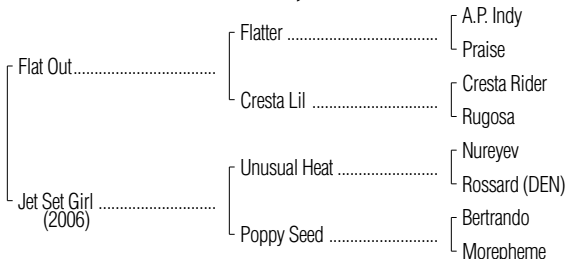 A.P. Indy
Flatter ........................................
Praise
Flat Out.....................................
Cresta Rider
Cresta Lil ..................................
Rugosa
Nureyev
Unusual Heat ..........................
Rossard (DEN)
Jet Set Girl ..............................
(2006)
Bertrando
Poppy Seed ............................
Morepheme